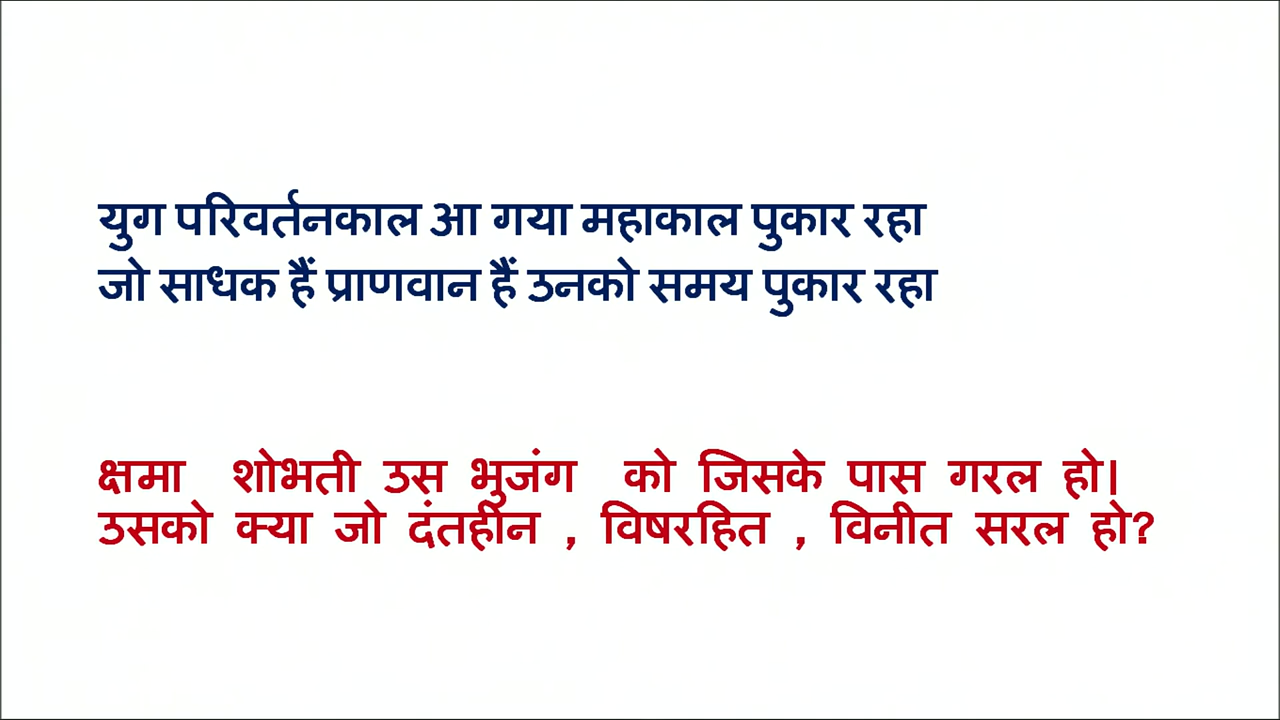 युग परिवर्तनकाल आ गया महाकाल पुकार रहा
जो साधक हैं प्राणवान हैं उनको समय पुकार रहा
क्षमा शोभती उस भुजंग को जिसके पास गरल हो।
उसको क्या जो दंतहीन , विषरहित , विनीत सरल हो?